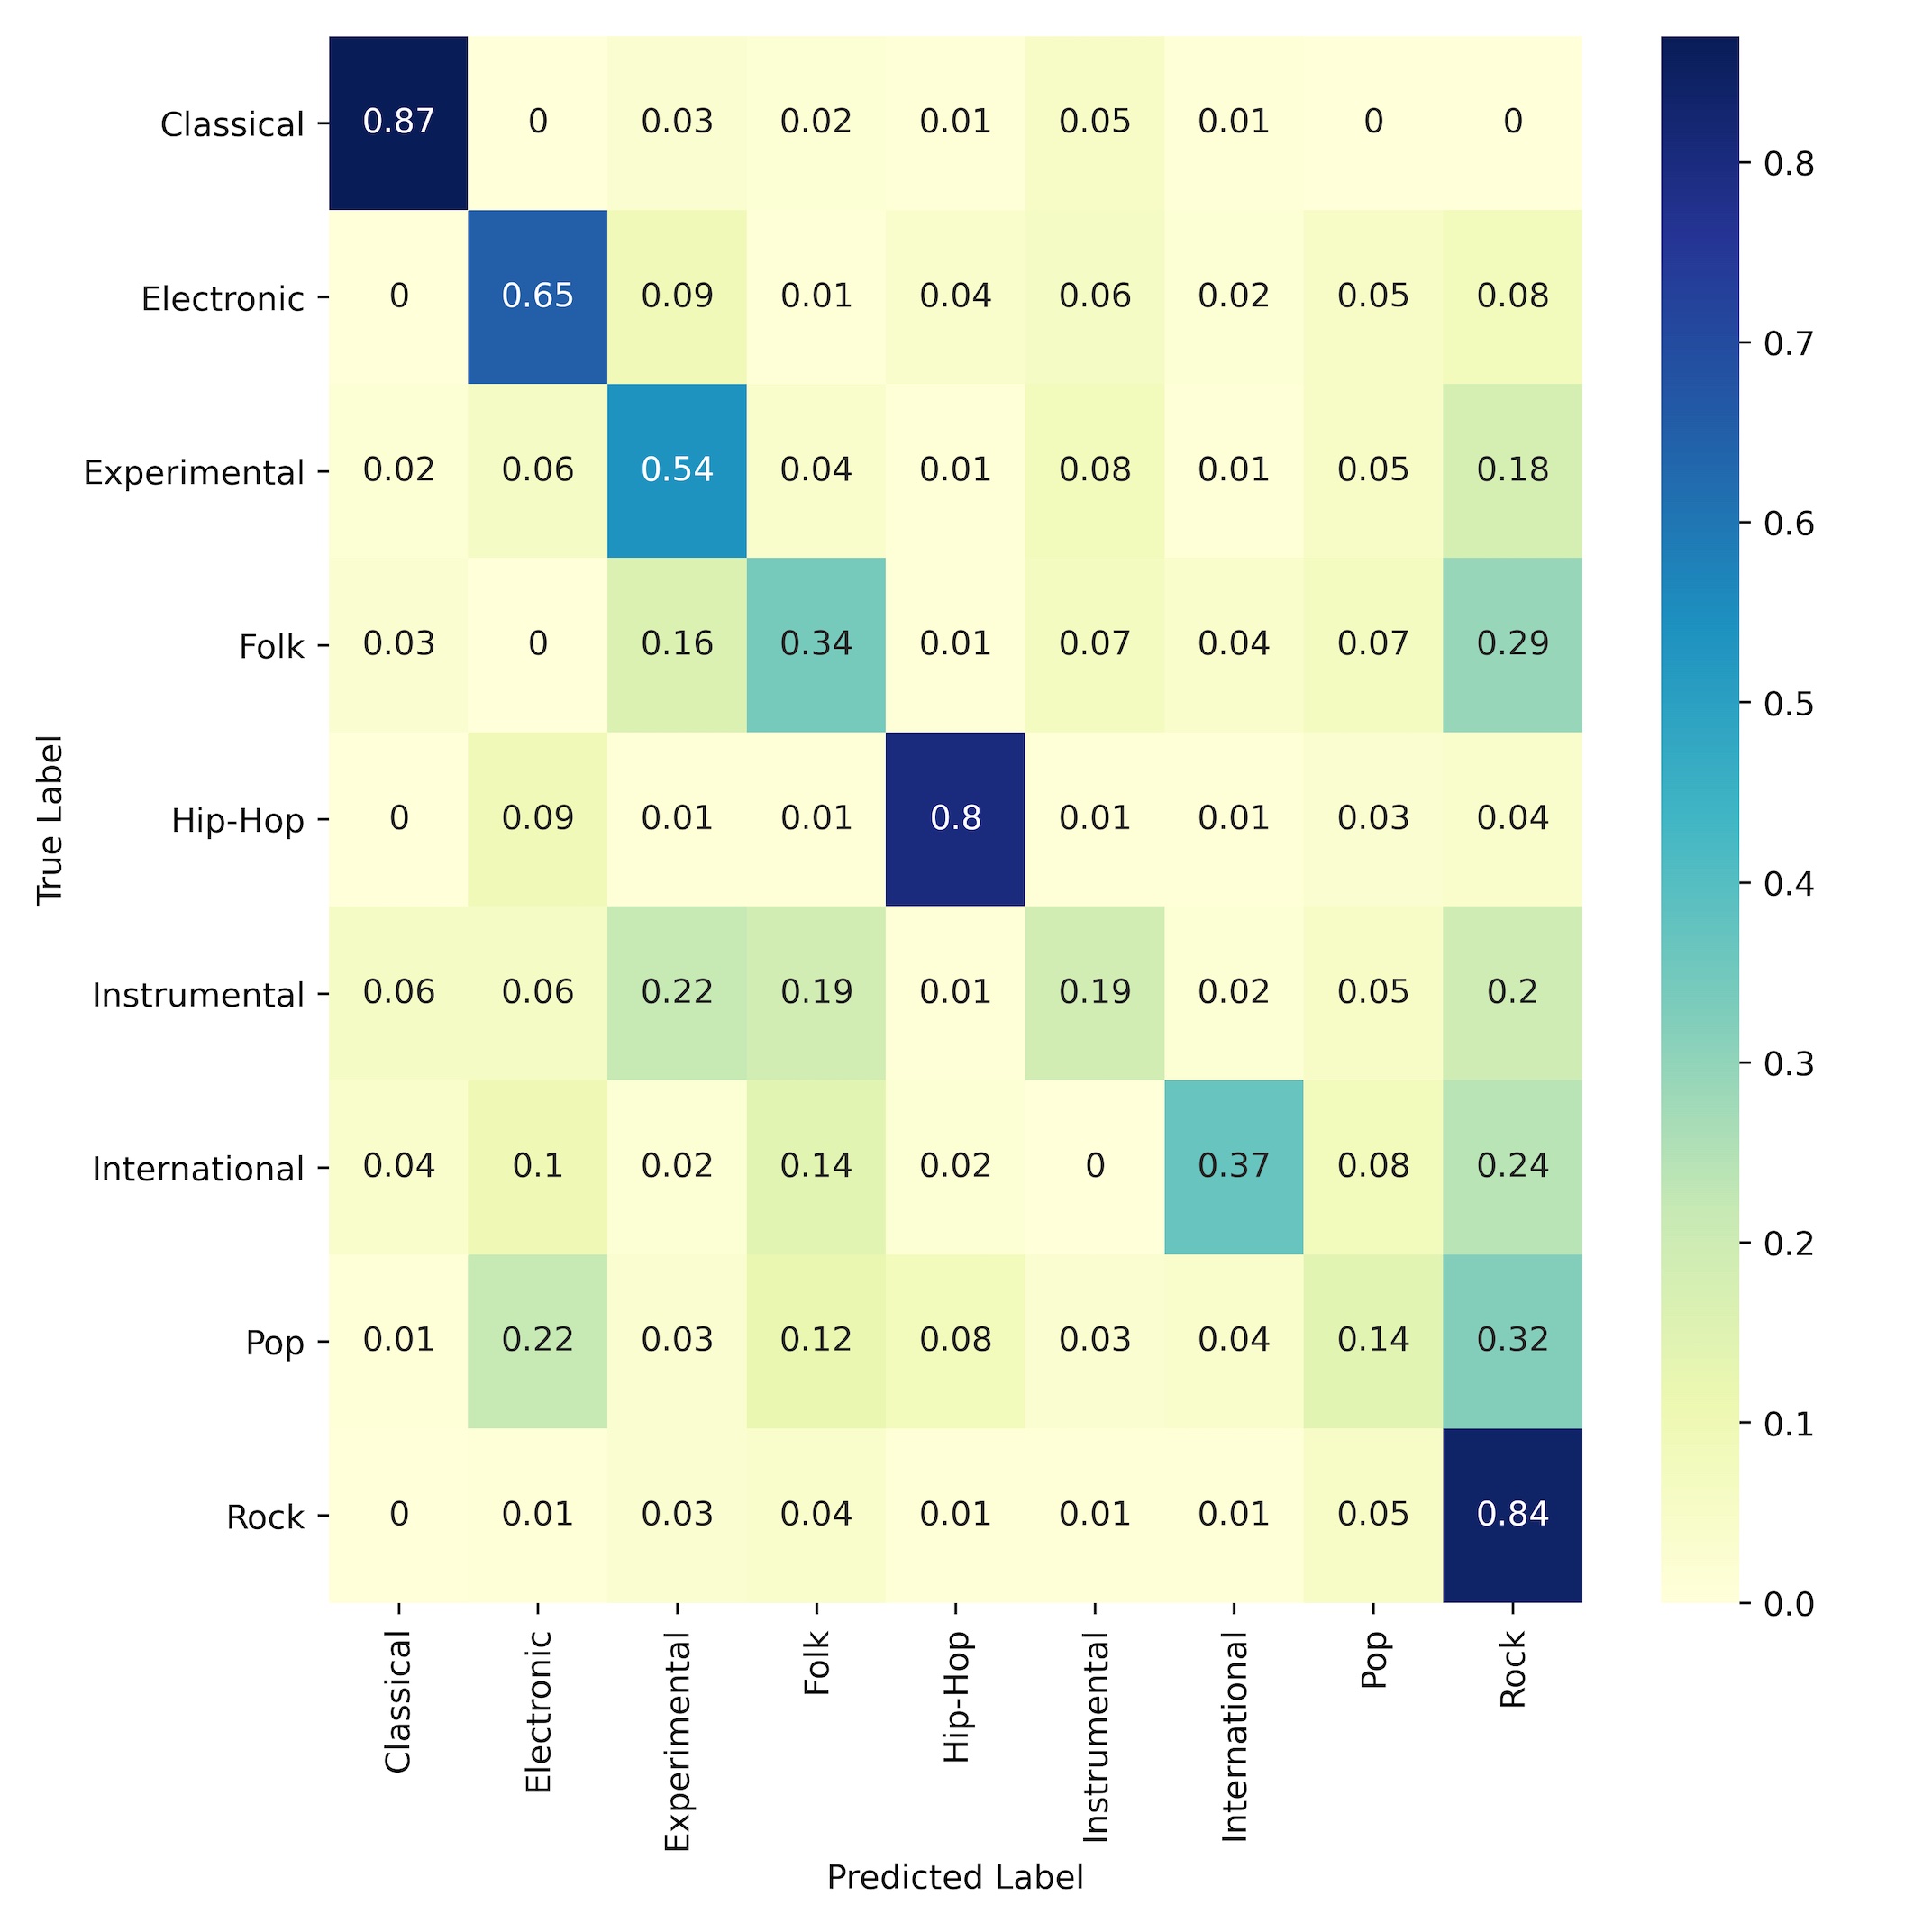 Classical 0.87 0 0.03 0.02 0.01 0.05 0.01 0 0
Electronic 0 0.65 0.09 0.01 0.04 0.06 0.02 0.05 0.08
Experimental 0.02 0.06 0.54 0.04 0.01 0.08 0.01 0.05 0.18
Folk 0.03 0 0.16 0.34 0.01 0.07 0.04 0.07 0.29
Hip-Hop 0 0.09 0.01 0.01 0.8 0.01 0.01 0.03 0.04
Instrumental 0.06 0.06 0.22 0.19 0.01 0.19 0.02 0.05 0.2
International 0.04 0.1 0.02 0.14 0.02 0 0.37 0.08 0.24
Pop 0.01 0.22 0.03 0.12 0.08 0.03 0.04 0.14 0.32
Rock 0 0.01 0.03 0.04 0.01 0.01 0.01 0.05 0.84
True Label
Classical
Electronic
Experimental
Folk
Hip-Hop
Instrumental
International
Pop
Rock
Predicted Label
0.8
0.7
0.6
0.5
0.4
0.3
0.2
0.1
0.0